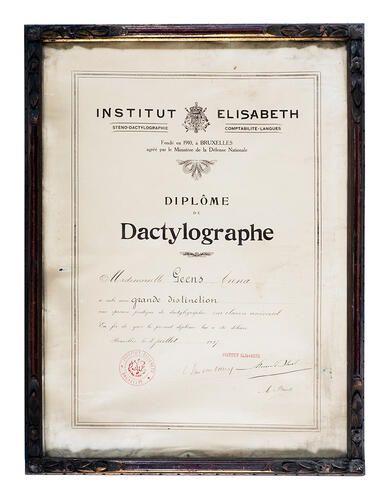 INSTITUT ELISABETH
STÉNO-DACTYLOGRAPHIE COMPTABILITÉ-LANGUES
Fondé en 1910, à BRUXELLES
agréé par le Ministère de la Défense Nationale
DIPLÔME
DE
Dactylographe
Mademoiselle Geens Anna
a subi avec grande distinction
une épreuve pratique de dactylographie sur clavier universel
En foi de quoi le présent diplôme lui a été délivré
Bruxelles, le juillet
INSTITUT ELISABETH